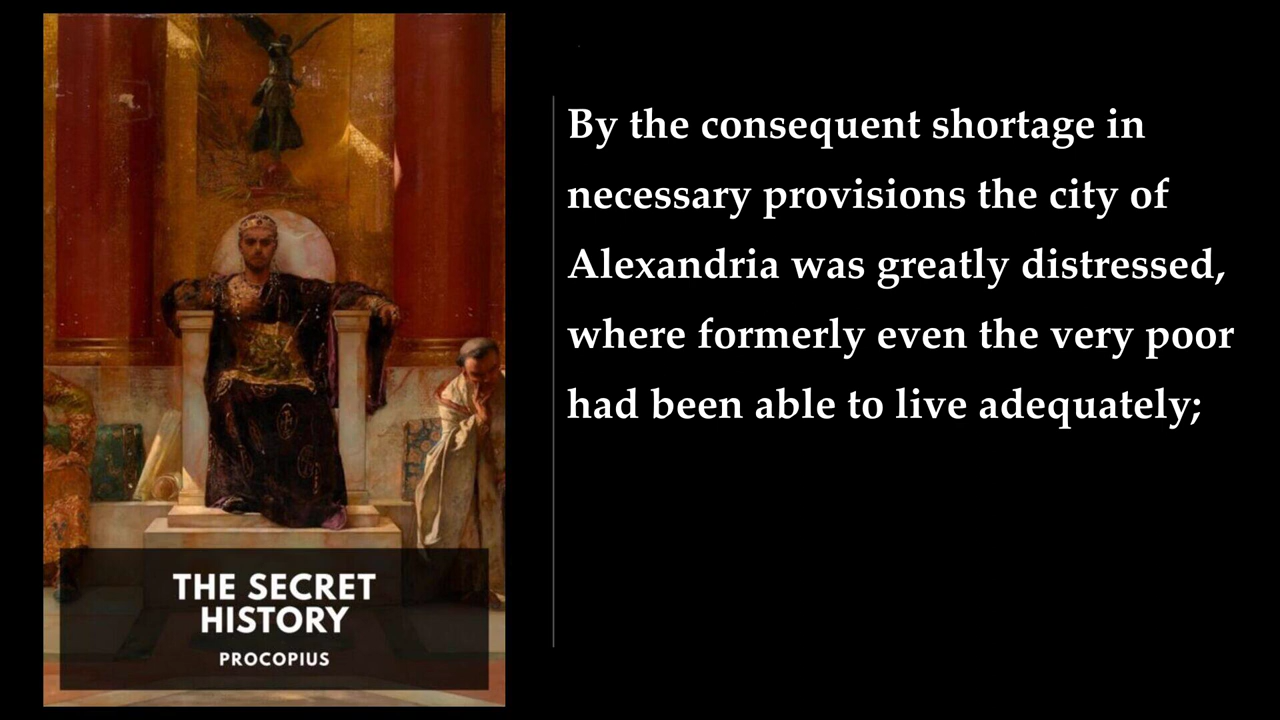 THE SECRET
HISTORY
PROCOPIUS
By the consequent shortage in
necessary provisions the city of
Alexandria was greatly distressed,
where formerly even the very poor
had been able to live adequately;